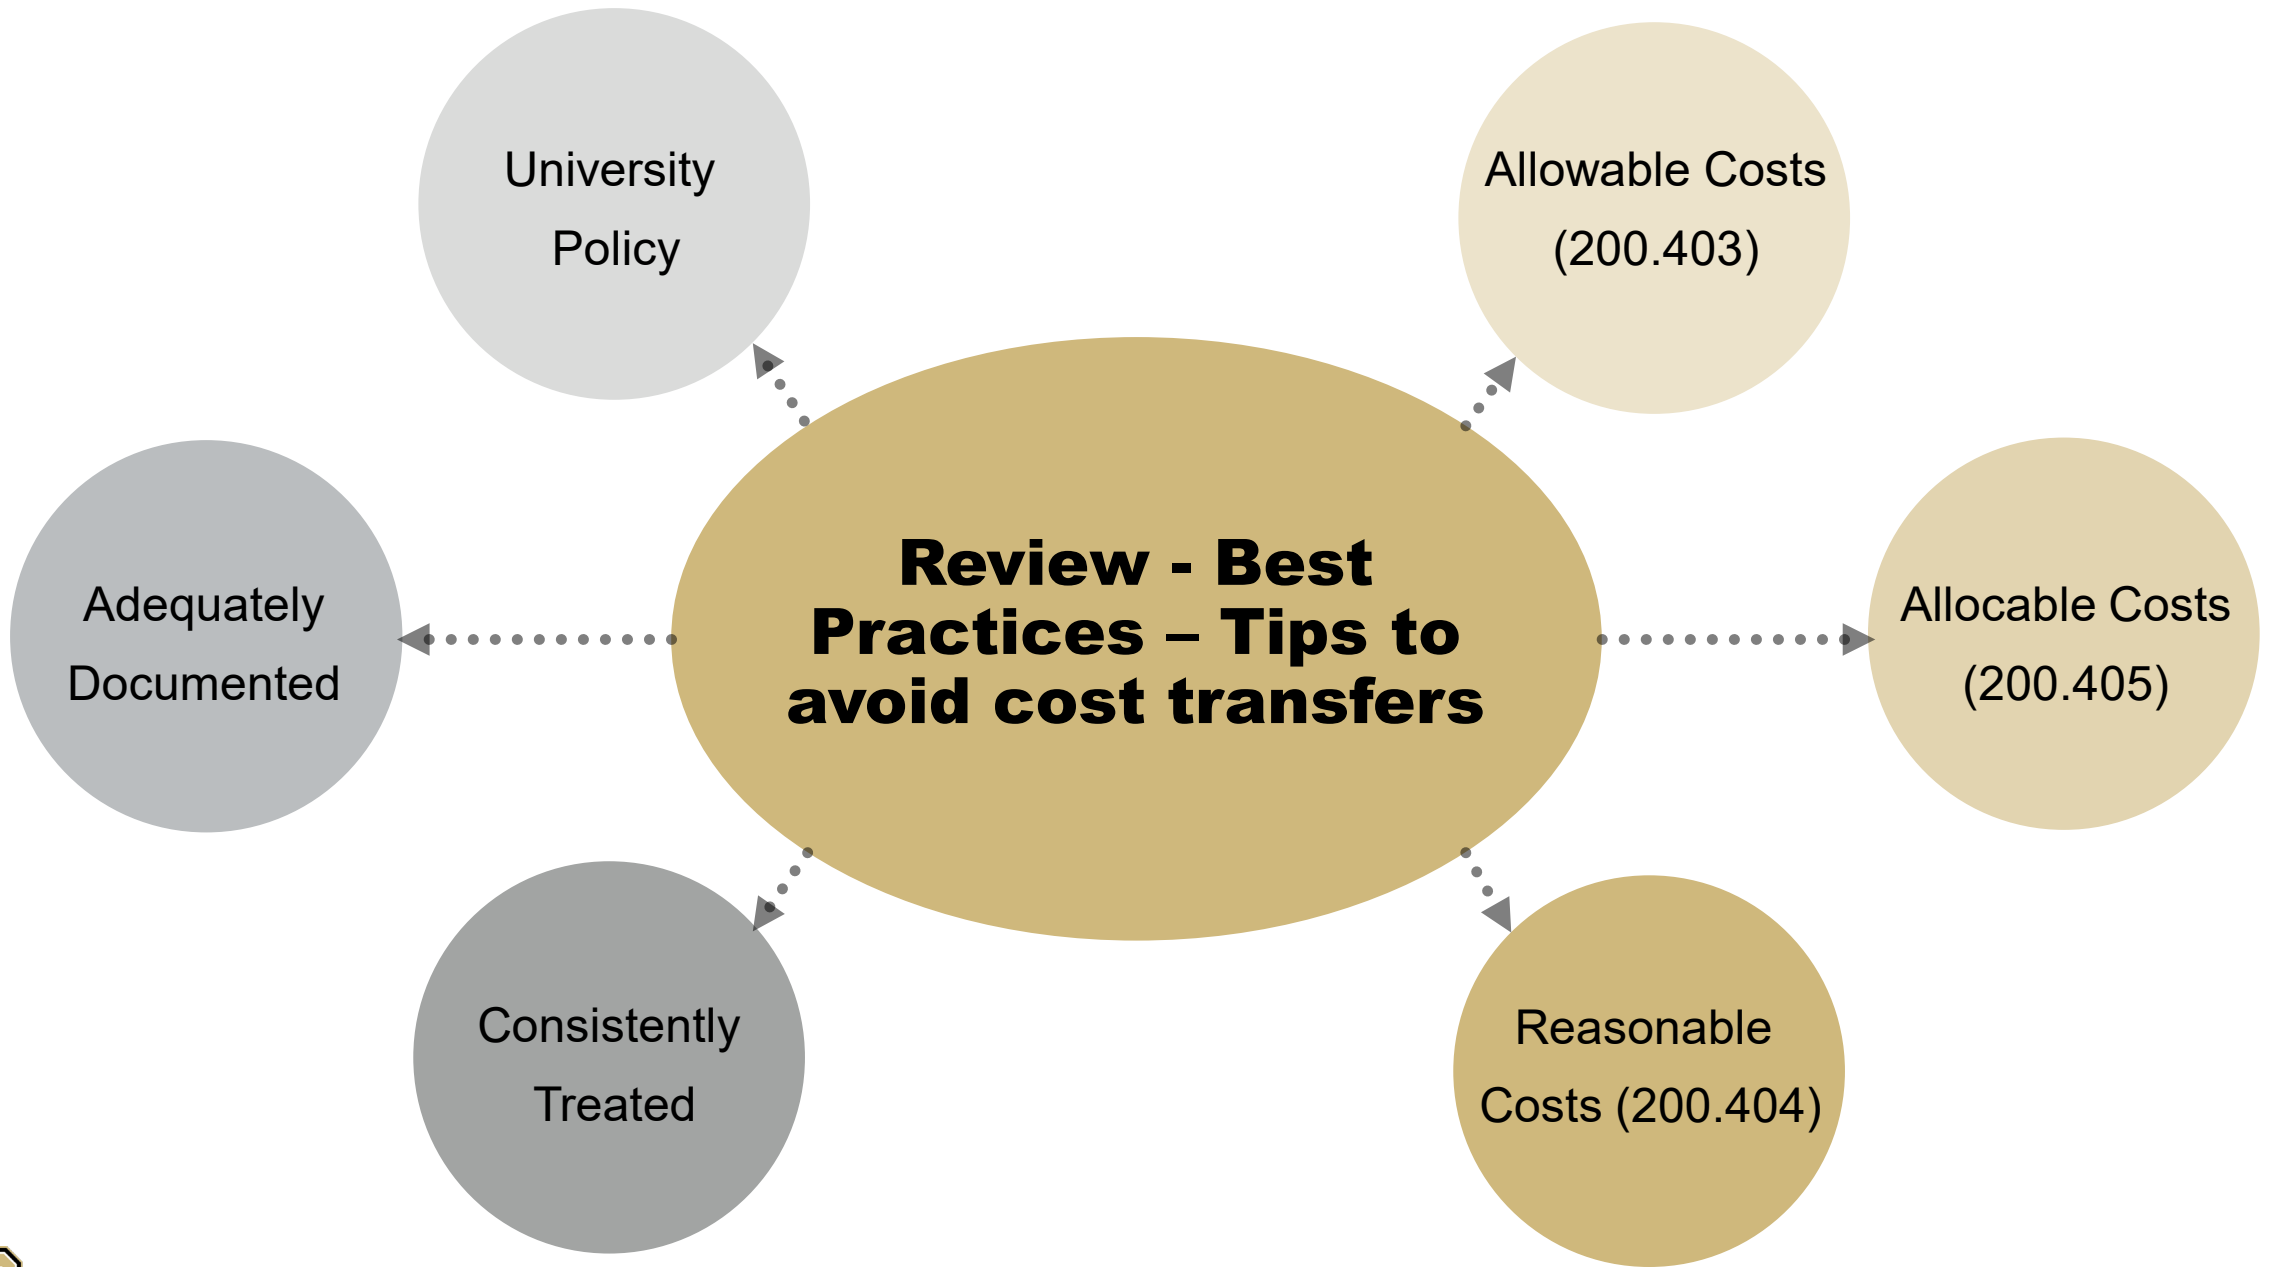 University
Policy
Allowable Costs
(200.403)
Adequately
Documented
Review - Best
Practices – Tips to
avoid cost transfers
Allocable Costs
(200.405)
Consistently
Treated
Reasonable
Costs (200.404)